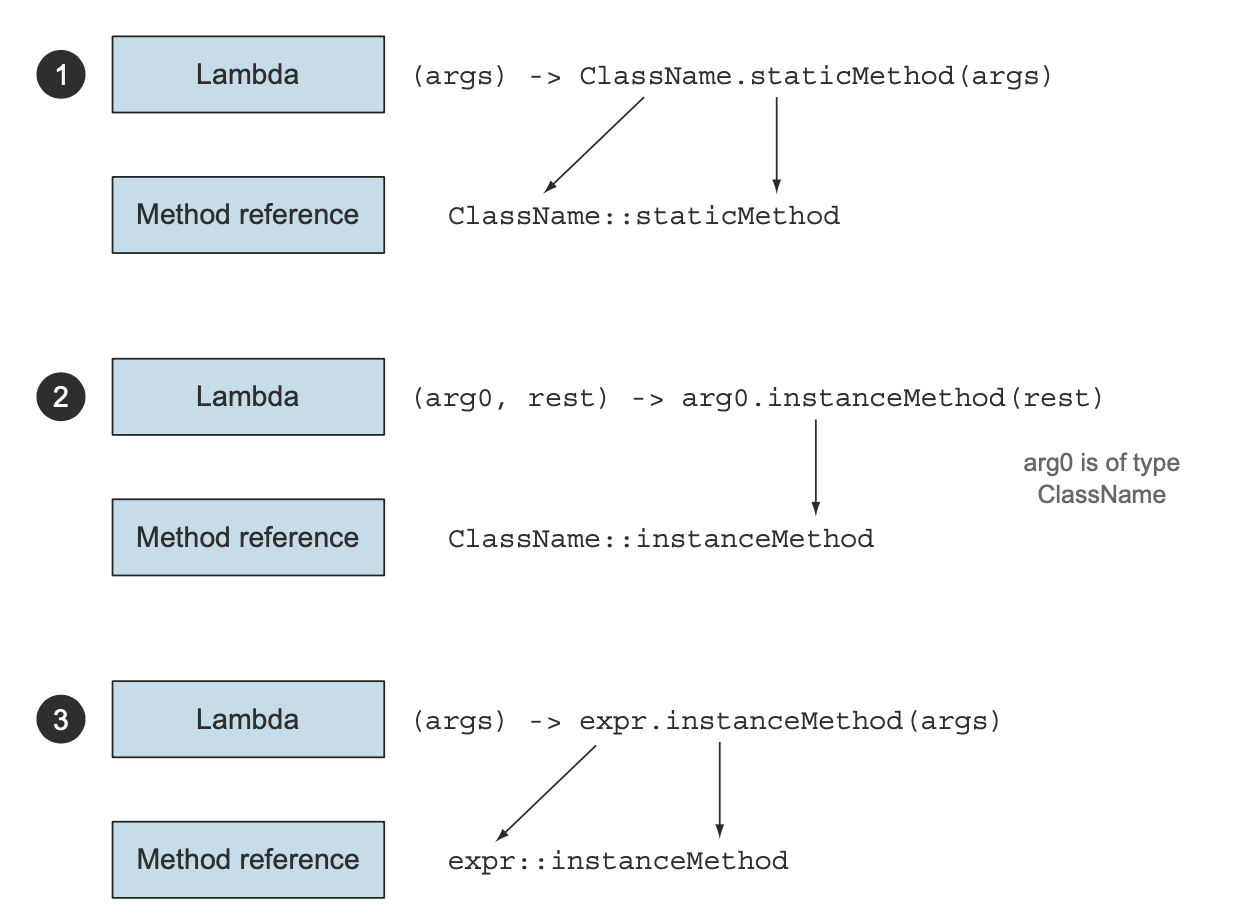 1
Lambda
(args) -> ClassName.staticMethod(args)
Method reference
ClassName::staticMethod
2
Lambda
(arg0, rest) -> arg0.instanceMethod(rest)
arg0 is of type
ClassName
Method reference
ClassName::instanceMethod
3
Lambda
(args) -> expr.instanceMethod(args)
Method reference
expr::instanceMethod